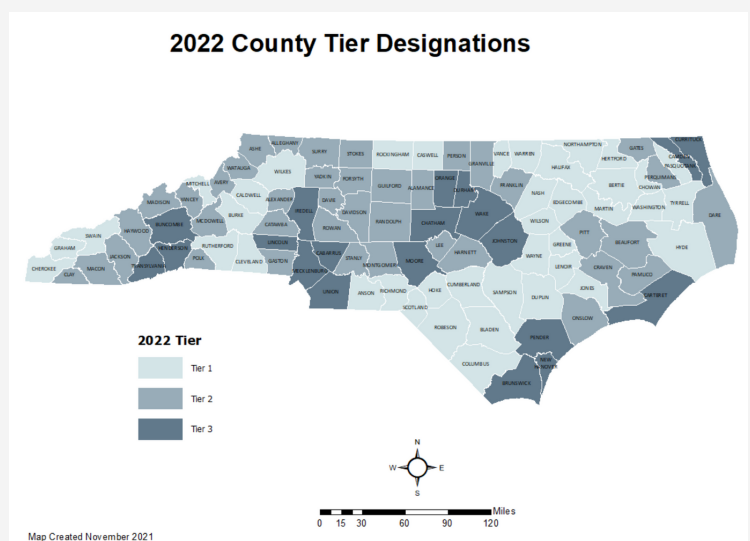 2022 County Tier Designations
ALLEGHANY
ASHE
SURRY
STOKES
ROCKINGHAM
CASWELL
PERSON
GRANVILLE
VANCE
WARREN
NORTHAMPTON
GATES
CURRITUCK
CAMDEN
PASQUOTANK
HERTFORD
HALIFAX
WATAUGA
WILKES
YADKIN
FORSYTH
GUILFORD
ALAMANCE
ORANGE
DURHAM
FRANKLIN
BERTIE
CHOWAN
PERQUIMANS
MITCHELL
AVERY
CALDWELL
ALEXANDER
IREDELL
DAVIE
NASH
EDGECOMBE
MARTIN
WASHINGTON
TYRRELL
DARE
MADISON
YANCEY
BURKE
CATAWBA
ROWAN
DAVIDSON
RANDOLPH
CHATHAM
WAKE
WILSON
PITT
BEAUFORT
HYDE
SWAIN
HAYWOOD
BUNCOMBE
MCDOWELL
LINCOLN
CABARRUS
STANLY
MONTGOMERY
MOORE
LEE
HARNETT
JOHNSTON
WAYNE
GREENE
LENOIR
CRAVEN
PAMLICO
GRAHAM
CHEROKEE
CLAY
MACON
JACKSON
TRANSYLVANIA
HENDERSON
POLK
RUTHERFORD
CLEVELAND
GASTON
MECKLENBURG
UNION
ANSON
RICHMOND
SCOTLAND
HOKE
CUMBERLAND
SAMPSON
DUPLIN
JONES
CARTERET
ONSLOW
ROBESON
BLADEN
PENDER
NEW
HANOVER
COLUMBUS
BRUNSWICK
2022 Tier
Tier 1
Tier 2
Tier 3
N
W
E
S
Miles
0 15 30 60 90 120
Map Created November 2021